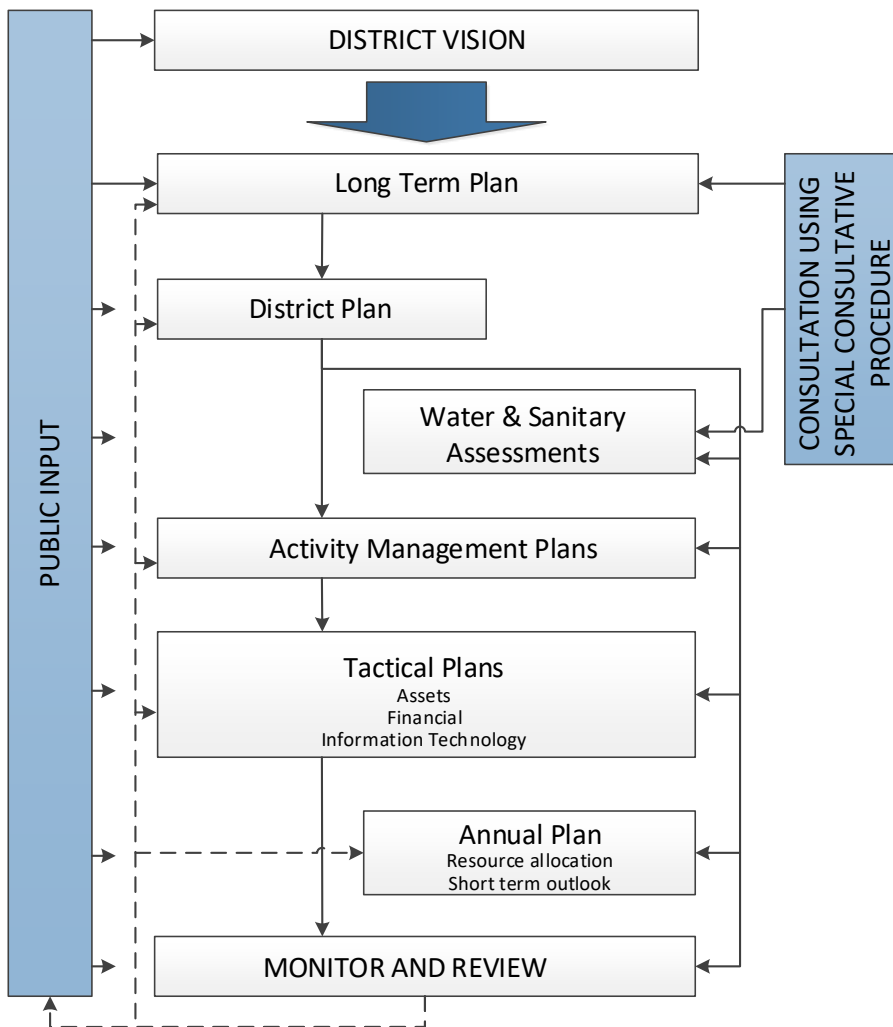 DISTRICT VISION
Long Term Plan
District Plan
Water & Sanitary
Assessments
Activity Management Plans
Tactical Plans
Assets
Financial
Information Technology
Annual Plan
Resource allocation
Short term outlook
MONITOR AND REVIEW
PUBLIC INPUT
CONSULTATION USING
SPECIAL CONSULTATIVE
PROCEDURE